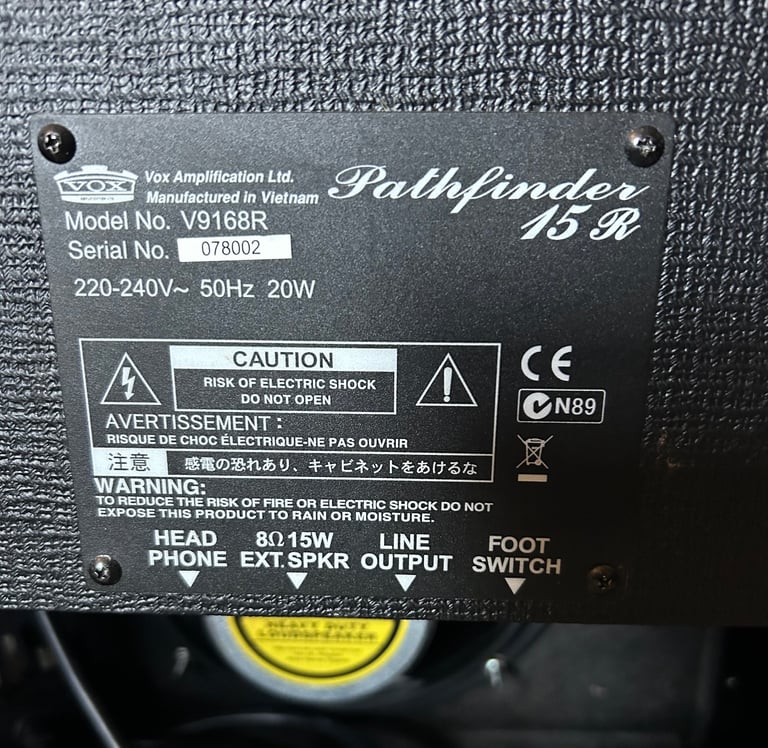 VOX
Vox Amplification Ltd.
Manufactured in Vietnam
Pathfinder
15 R
Model No. V9168R
Serial No. 078002
220-240V~ 50Hz 20W
CAUTION
RISK OF ELECTRIC SHOCK
DO NOT OPEN
AVERTISSEMENT :
RISQUE DE CHOC ÉLECTRIQUE-NE PAS OUVRIR
注意 感電の恐れあり、キャビネットをあけるな
CE
N89
WARNING:
TO REDUCE THE RISK OF FIRE OR ELECTRIC SHOCK DO NOT
EXPOSE THIS PRODUCT TO RAIN OR MOISTURE.
HEAD PHONE
8Ω15W EXT.SPKR
LINE OUTPUT
FOOT SWITCH
HEAVY DUTY
LOUDSPEAKER